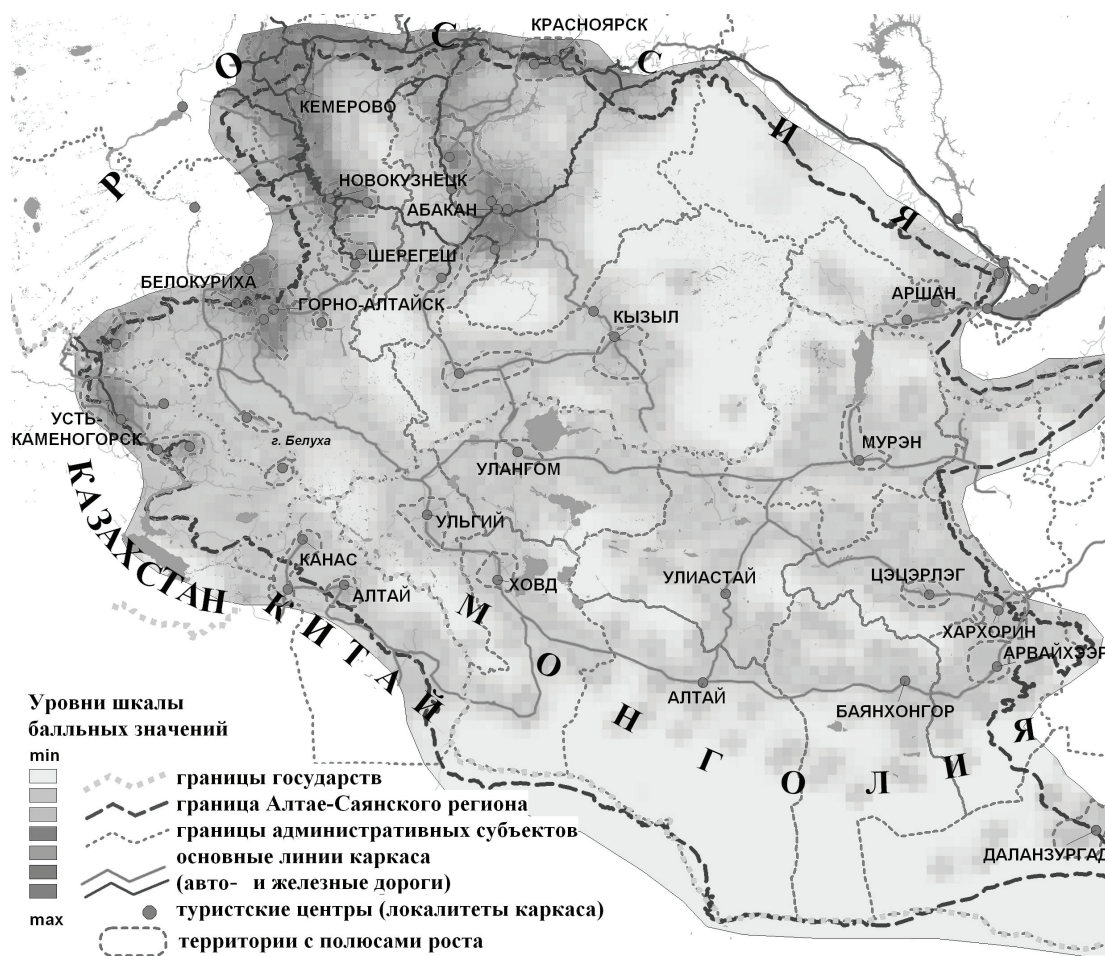 КРАСНОЯРСК
РОССИЯ
КЕМЕРОВО
НОВОКУЗНЕЦК
АБАКАН
ШЕРЕГЕШ
БЕЛОКУРИХА
ГОРНО-АЛТАЙСК
АРШАН
КЫЗЫЛ
УСТЬ-
КАМЕНОГОРСК
г. Белуха
МУРЭН
УЛАНГОМ
КАЗАХСТАН
УЛЬГИЙ
КАНАС
ХОВД
УЛИАСТАЙ
ЦЭЦЭРЛЭГ
АЛТАЙ
КИТАЙ
МОНГОЛИЯ
ХАРХОРИН
АРВАЙХЭЭР
АЛТАЙ
БАЯНХОНГОР
ДАЛАНЗУРГАД
Уровни шкалы
балльных значений
min
max
границы государств
граница Алтае-Саянского региона
границы административных субъектов
основные линии каркаса
(авто- и железные дороги)
туристские центры (локалитеты каркаса)
территории с полюсами роста